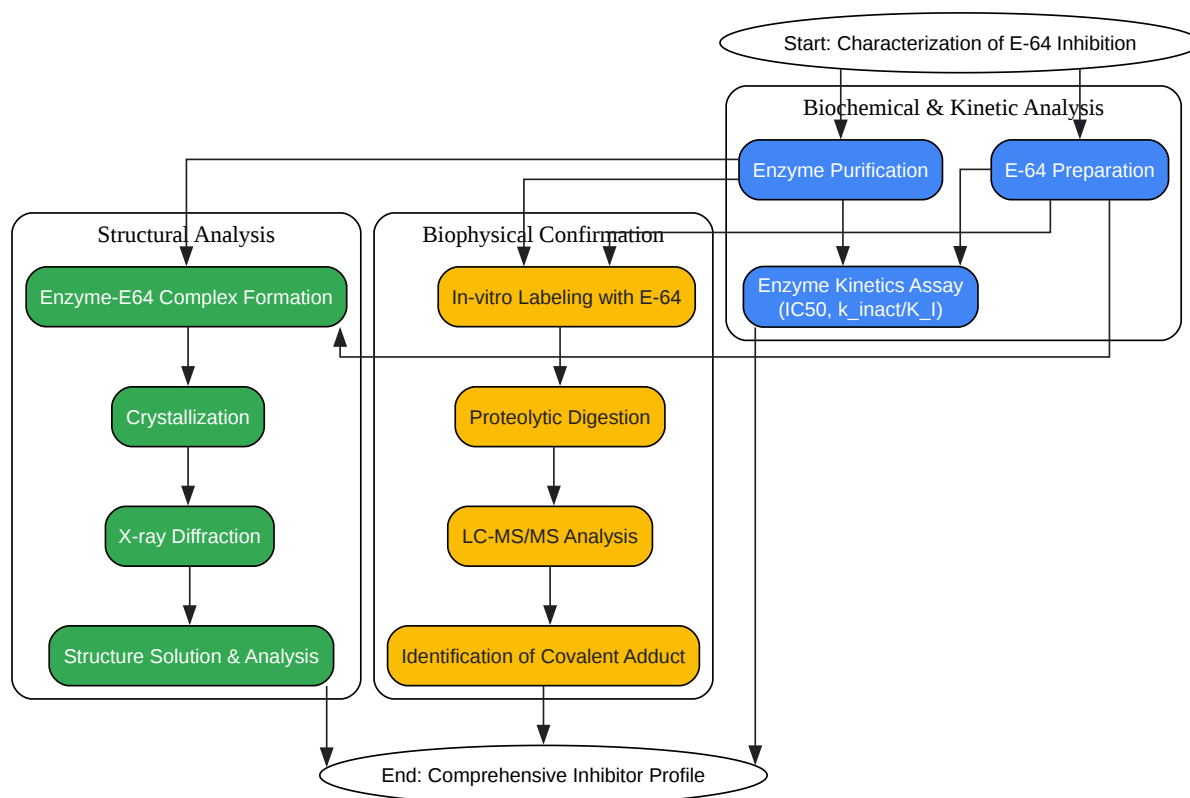 Start: Characterization of E-64 Inhibition
Biochemical & Kinetic Analysis
Enzyme Purification
E-64 Preparation
Enzyme Kinetics Assay
(IC50, k_inact/K_I)
Structural Analysis
Enzyme-E64 Complex Formation
Crystallization
X-ray Diffraction
Structure Solution & Analysis
Biophysical Confirmation
In-vitro Labeling with E-64
Proteolytic Digestion
LC-MS/MS Analysis
Identification of Covalent Adduct
End: Comprehensive Inhibitor Profile